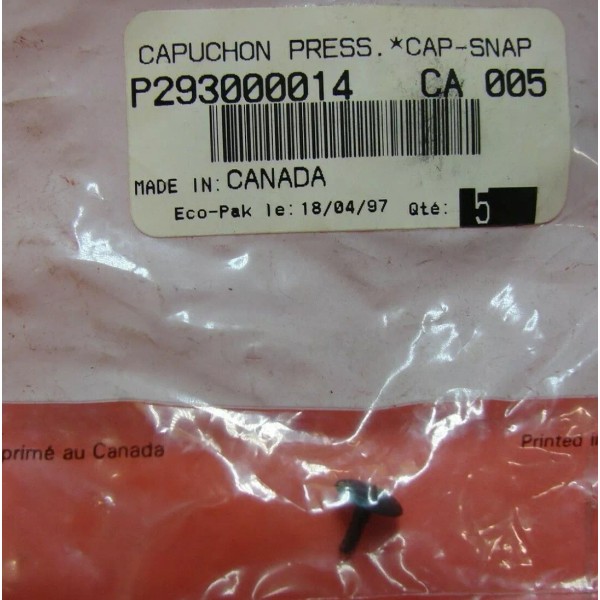 CAPUCHON PRESS.*CAP-SNAP
P293000014 CA 005
MADE IN: CANADA
Eco-Pak le: 18/04/97 Qté: 5
primé au Canada
Printed